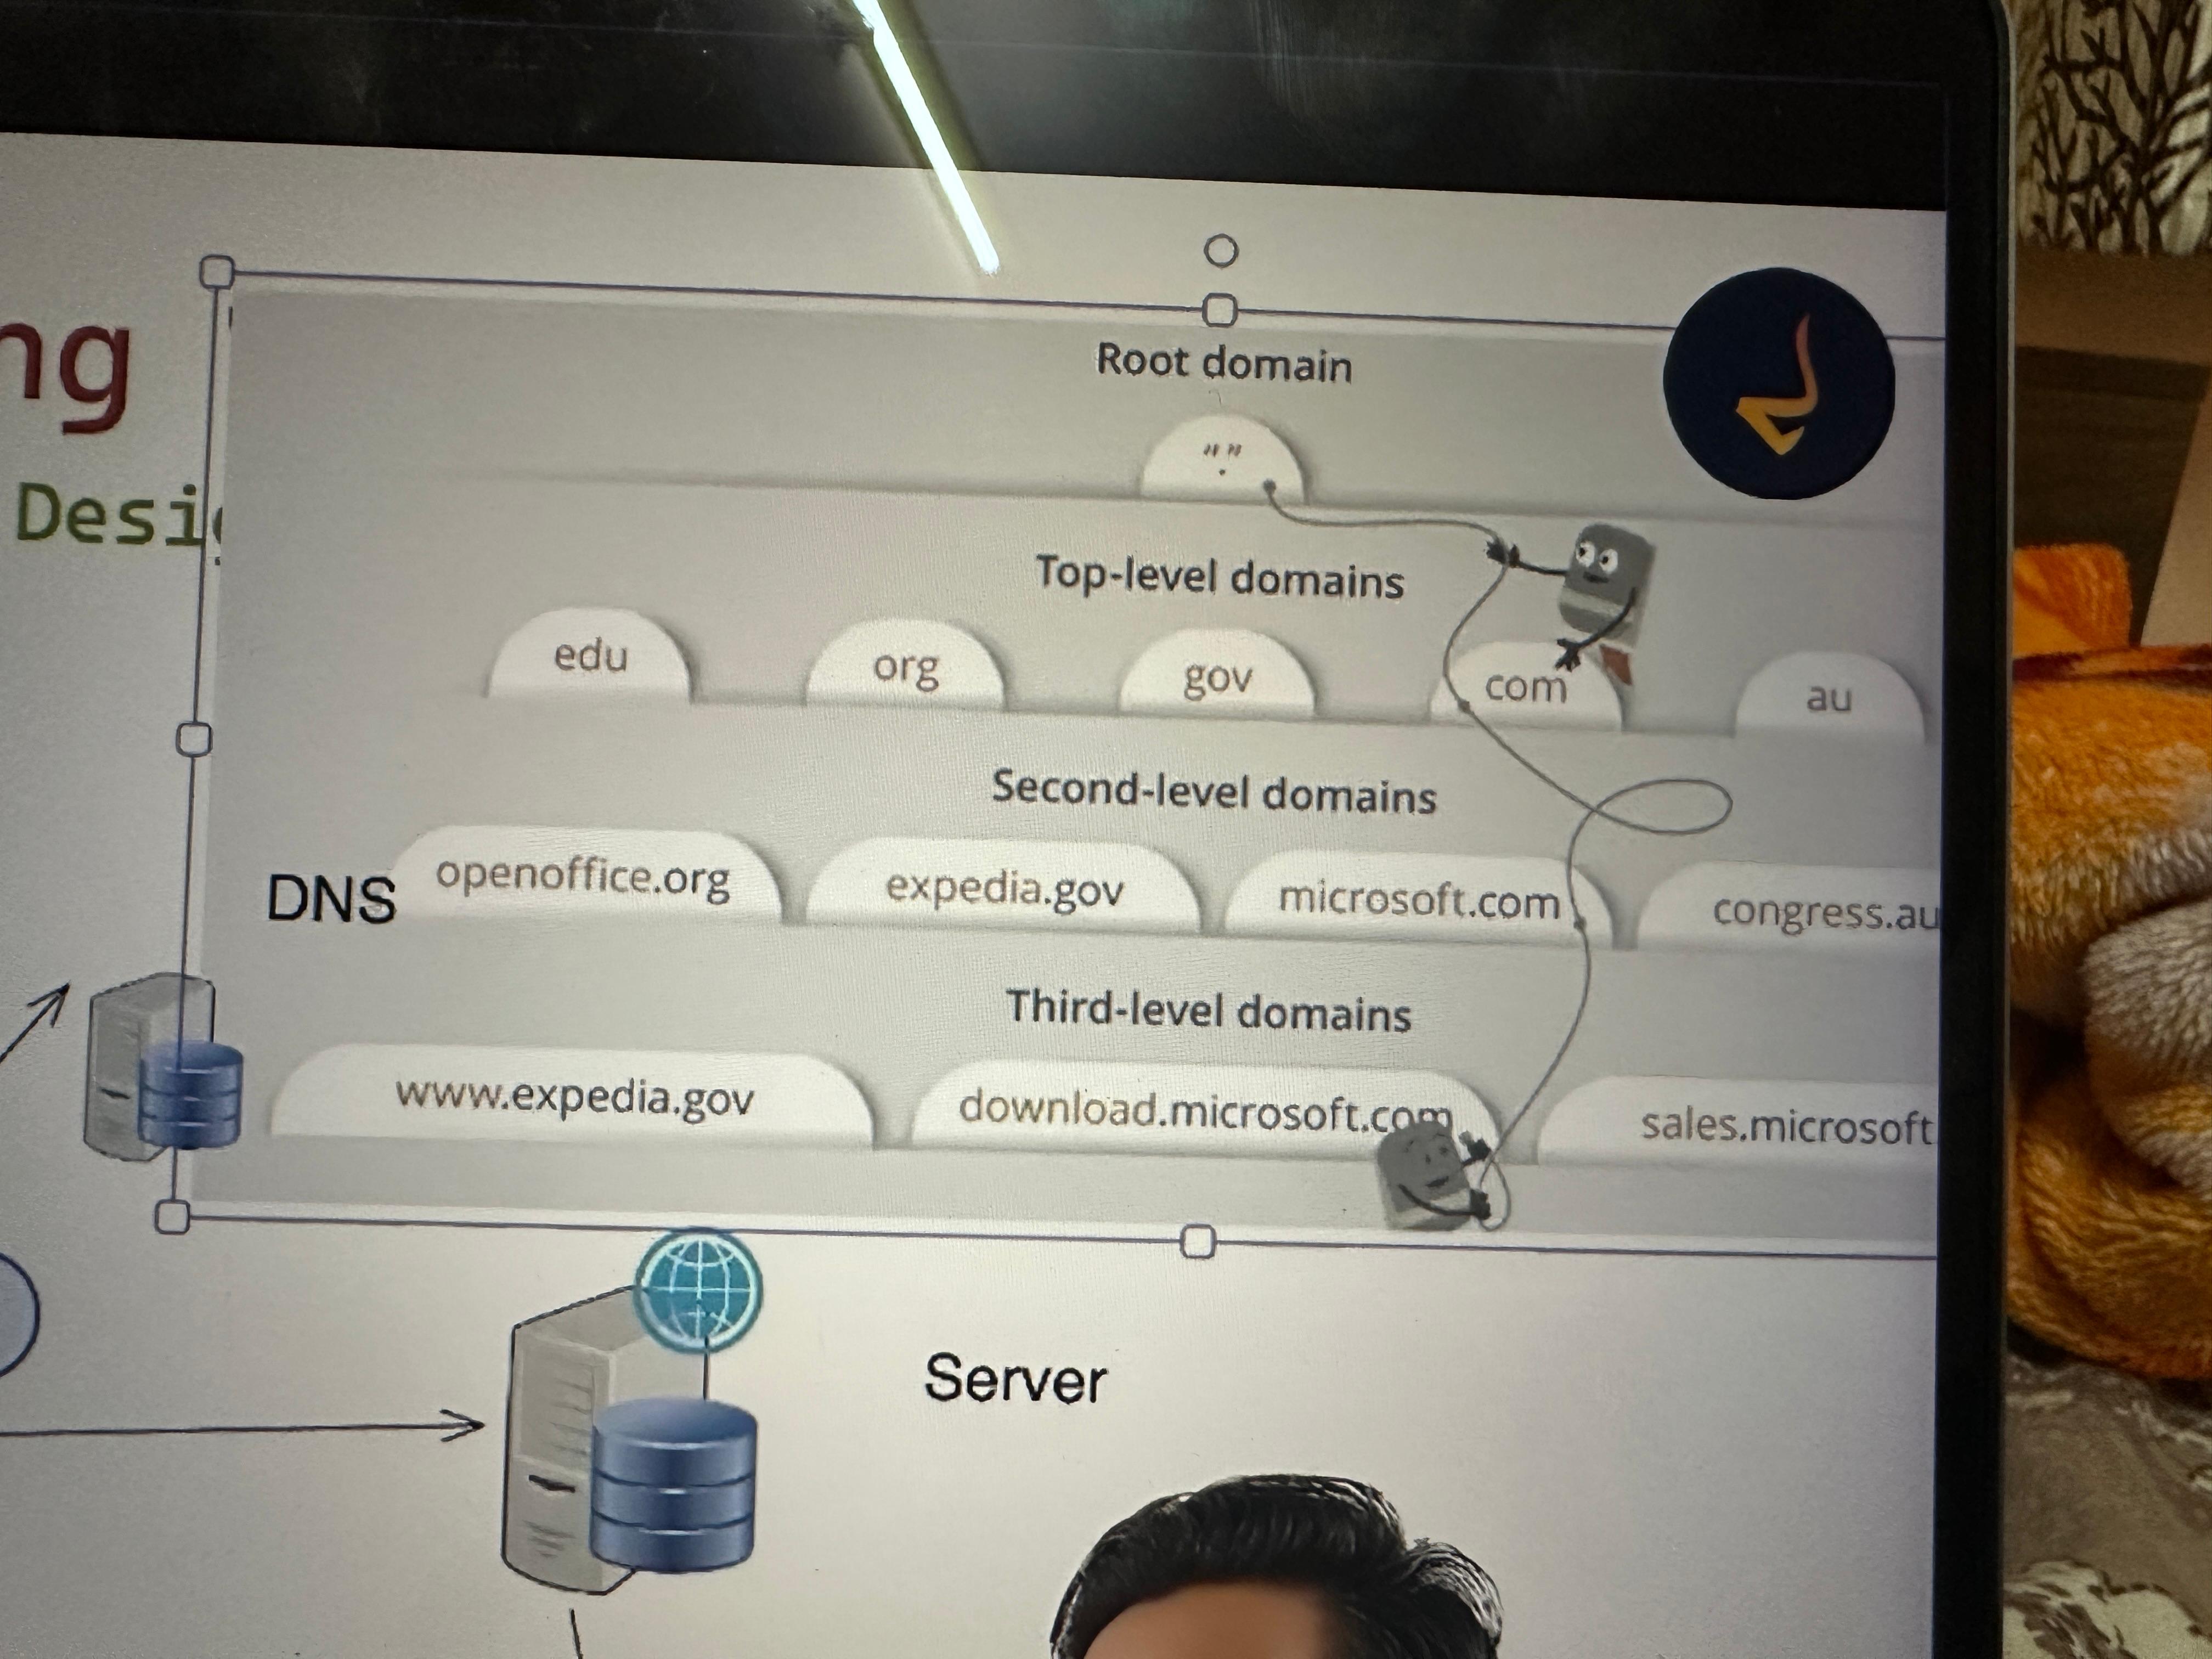 ng
Desig
Root domain
" "
.
Top-level domains
edu org gov com au
Second-level domains
DNS openoffice.org expedia.gov microsoft.com congress.au
Third-level domains
www.expedia.gov download.microsoft.com sales.microsoft
Server